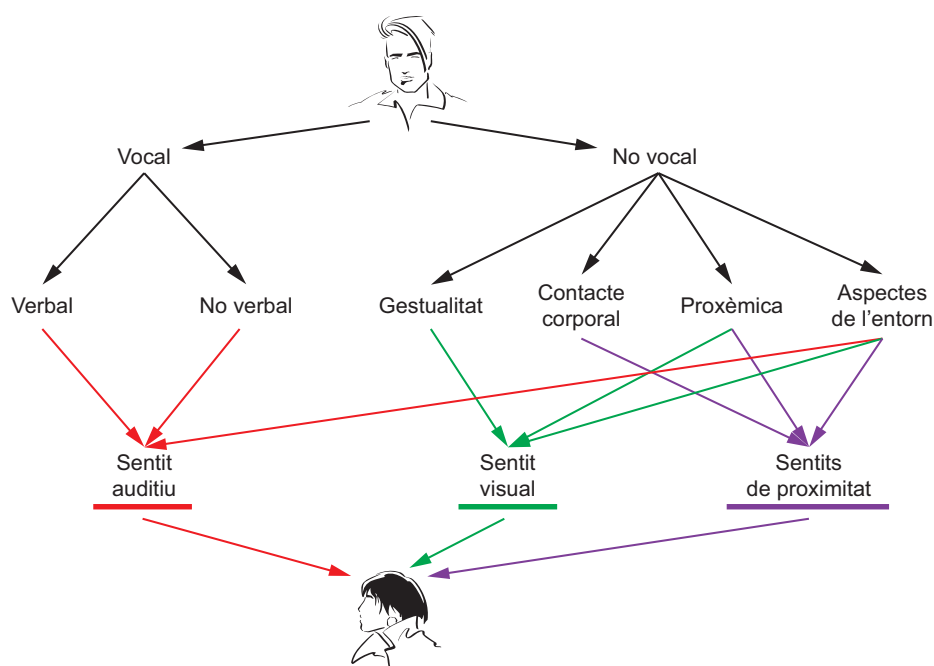 Vocal
No vocal
Verbal
No verbal
Gestualitat
Contacte
corporal
Proxèmica
Aspectes
de l’entorn
Sentit
auditiu
Sentit
visual
Sentits
de proximitat